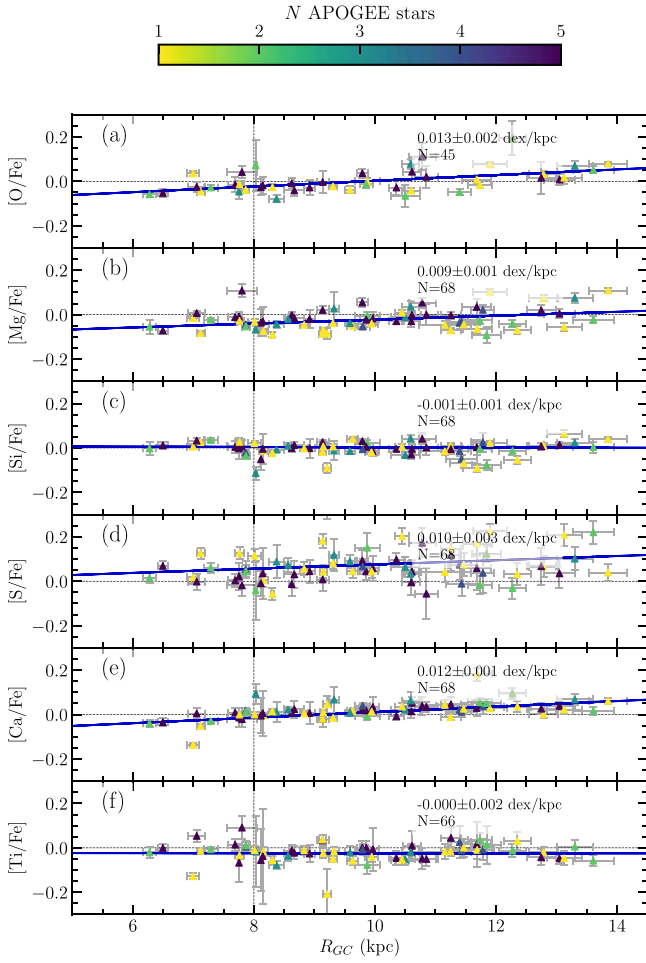 N APOGEE stars
1 2 3 4 5
(a)
0.013±0.002 dex/kpc
N=45
[O/Fe]
0.2
0.0
−0.2
(b)
0.009±0.001 dex/kpc
N=68
[Mg/Fe]
0.2
0.0
−0.2
(c)
-0.001±0.001 dex/kpc
N=68
[Si/Fe]
0.2
0.0
−0.2
(d)
0.010±0.003 dex/kpc
N=68
[S/Fe]
0.2
0.0
−0.2
(e)
0.012±0.001 dex/kpc
N=68
[Ca/Fe]
0.2
0.0
−0.2
(f)
-0.000±0.002 dex/kpc
N=66
[Ti/Fe]
0.2
0.0
−0.2
6 8 10 12 14
R_{GC} (kpc)